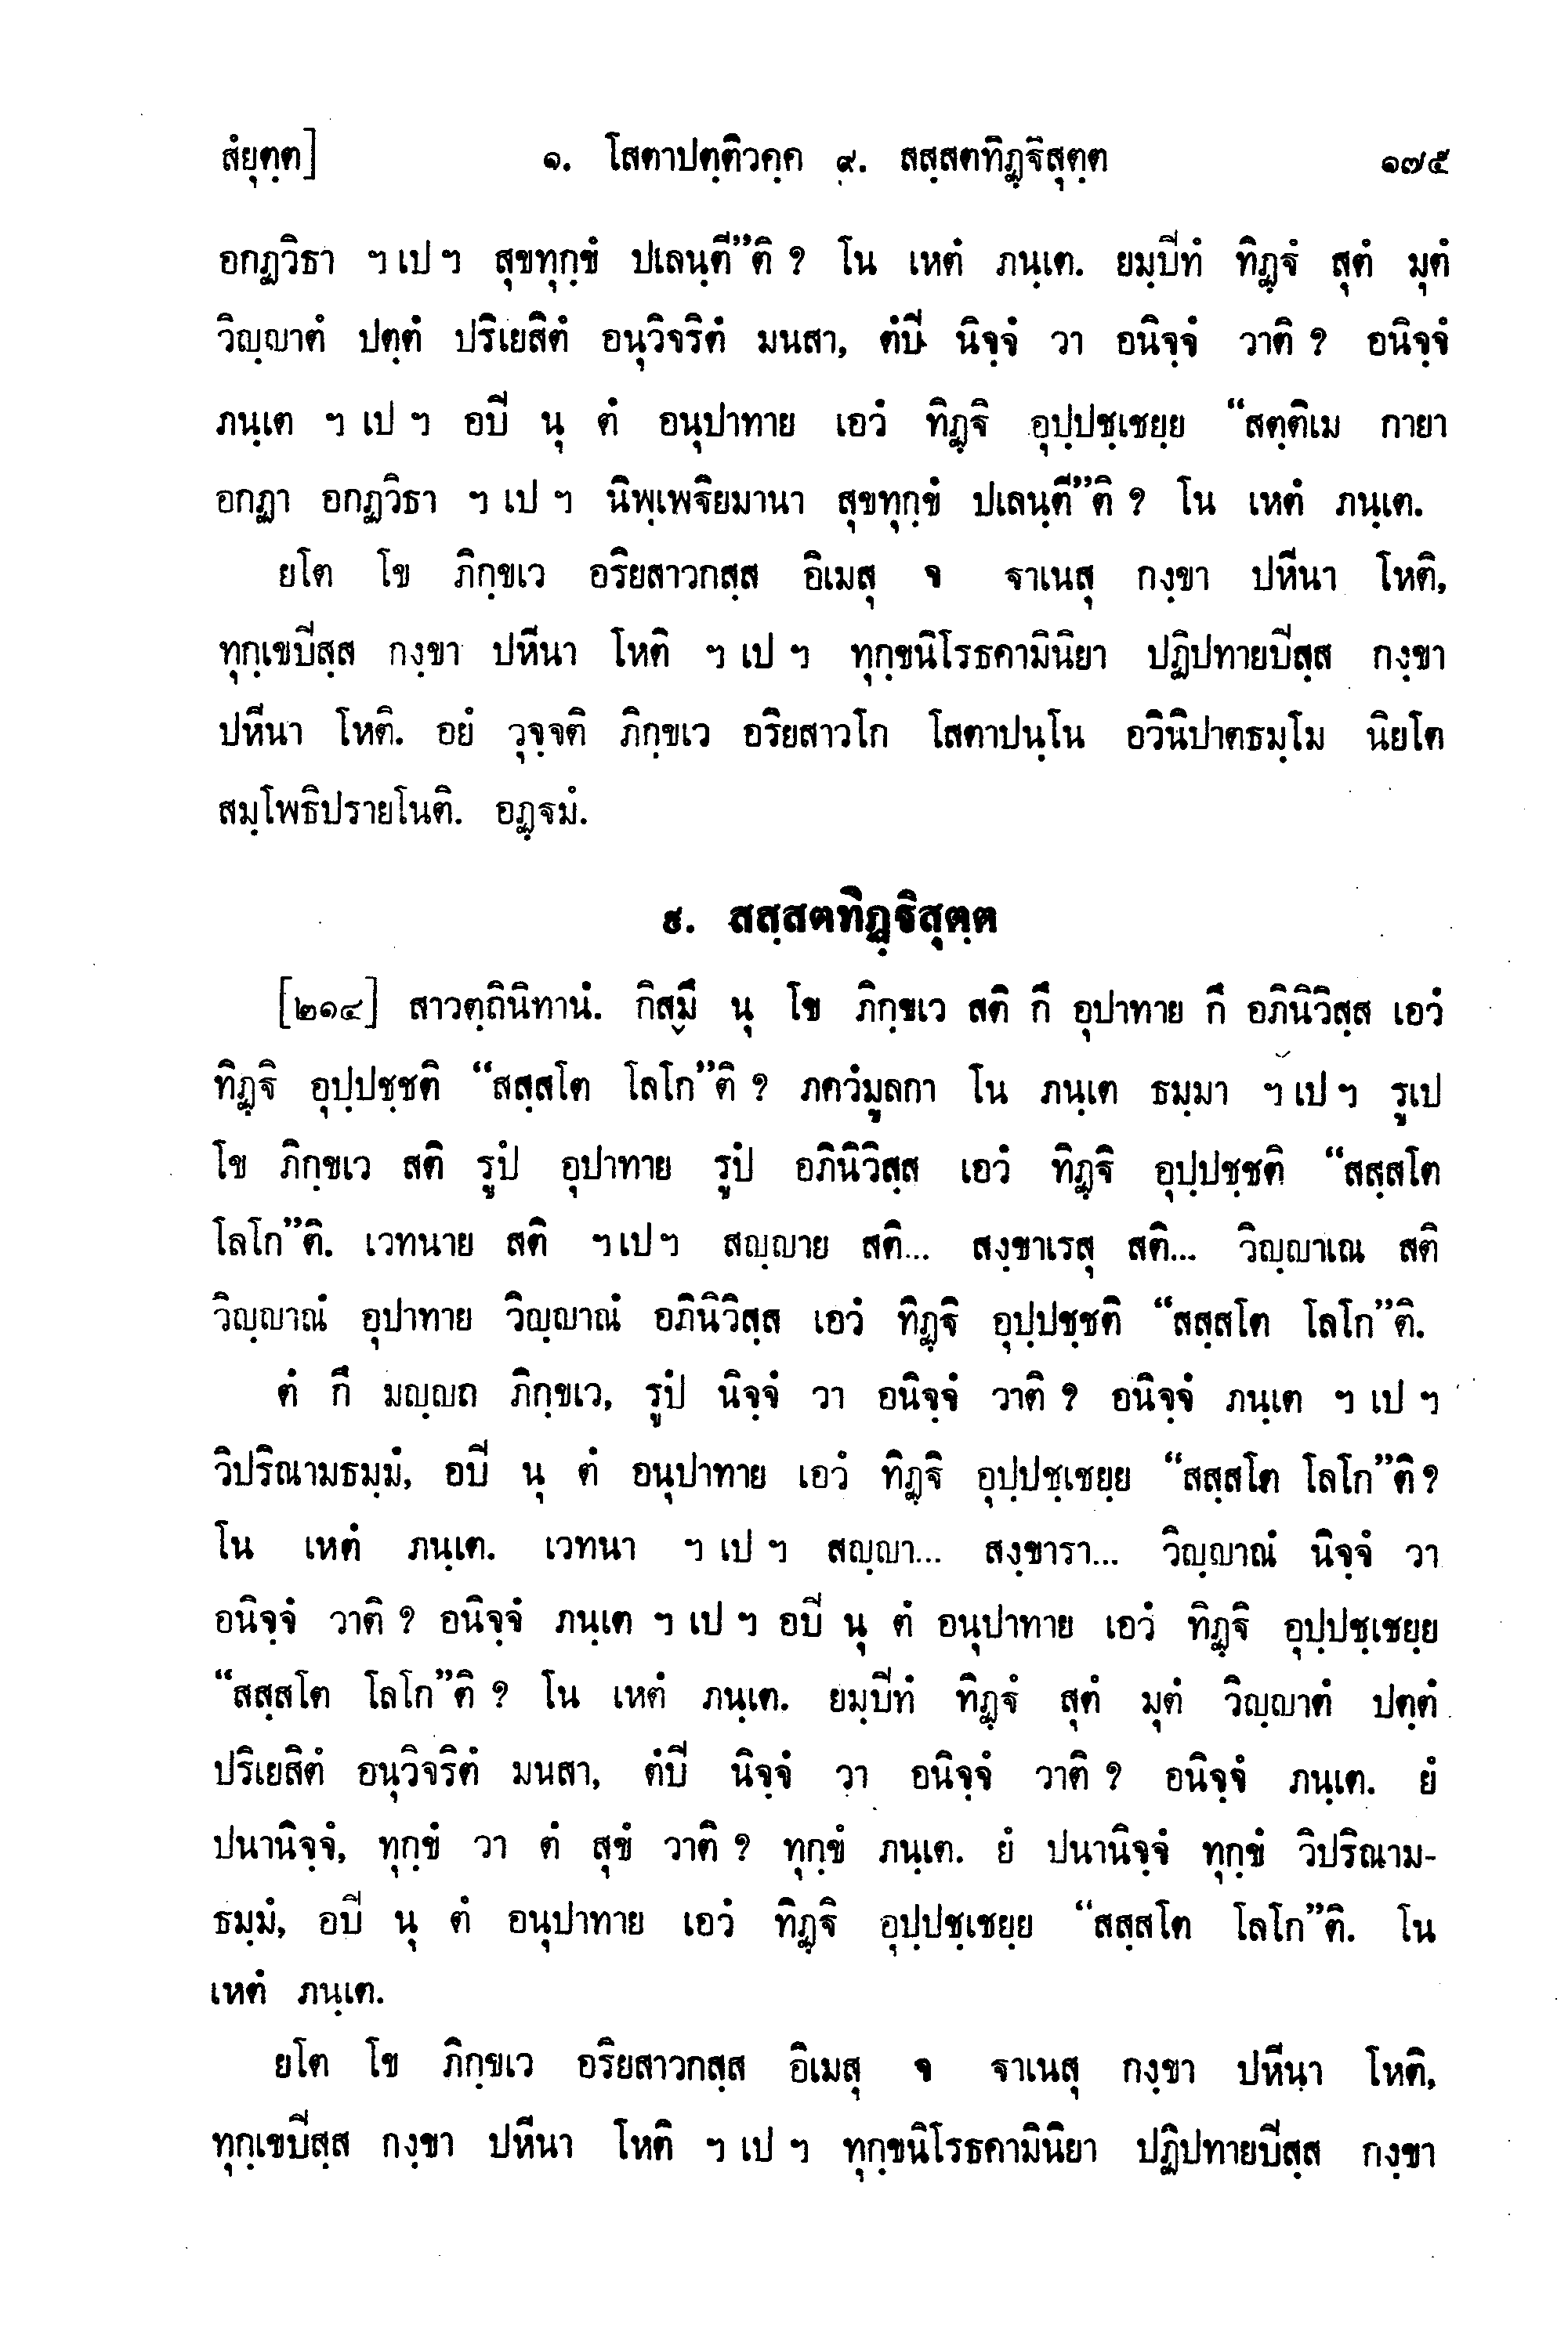 สํยุตฺต] ๑. โสตาปตฺติวคฺค ๙. สสฺสตทิฏฺฐิสุตฺต ๑๗๕
อกฏวิธา ฯ เป ฯ สุขทุกฺขํ ปเลนฺตี”ติ ? โน เหตํ ภนฺเต. ยมฺปีทํ ทิฏฺฐํ สุตํ มุตํ
วิญฺญาตํ ปตฺตํ ปริเยสิตํ อนุวิจริตํ มนสา, ตํปิ นิจฺจํ วา อนิจฺจํ วาติ ? อนิจฺจํ
ภนฺเต ฯ เป ฯ อปิ นุ ตํ อนุปาทาย เอวํ ทิฏฺฐิ อุปฺปชฺเชยฺย “สตฺติเม กายา
อกฏา อกฏวิธา ฯ เป ฯ นิพฺเพฐิยมานา สุขทุกฺขํ ปเลนฺตี”ติ ? โน เหตํ ภนฺเต.
ยโต โข ภิกฺขเว อริยสาวกสฺส อิเมสุ จ ฐาเนสุ กงฺขา ปหีนา โหติ,
ทุกฺเขปิสฺส กงฺขา ปหีนา โหติ ฯ เป ฯ ทุกฺขนิโรธคามินิยา ปฏิปทายปิสฺส กงฺขา
ปหีนา โหติ. อยํ วุจฺจติ ภิกฺขเว อริยสาวโก โสตาปนฺโน อวินิปาตธมฺโม นิยโต
สมฺโพธิปรายโนติ. อฏฺฐมํ.
๙. สสฺสตทิฏฺฐิสุตฺต
[๒๑๔] สาวตฺถินิทานํ. กิสฺมึ นุ โข ภิกฺขเว สติ กึ อุปาทาย กึ อภินิวิสฺส เอวํ
ทิฏฺฐิ อุปฺปชฺชติ “สสฺสโต โลโก”ติ ? ภควํมูลกา โน ภนฺเต ธมฺมา ฯ เป ฯ รูเป
โข ภิกฺขเว สติ รูปํ อุปาทาย รูปํ อภินิวิสฺส เอวํ ทิฏฺฐิ อุปฺปชฺชติ “สสฺสโต
โลโก”ติ. เวทนาย สติ ฯ เป ฯ สญฺญาย สติ... สงฺขาเรสุ สติ... วิญฺญาเณ สติ
วิญฺญาณํ อุปาทาย วิญฺญาณํ อภินิวิสฺส เอวํ ทิฏฺฐิ อุปฺปชฺชติ “สสฺสโต โลโก”ติ.
ตํ กึ มญฺญถ ภิกฺขเว, รูปํ นิจฺจํ วา อนิจฺจํ วาติ ? อนิจฺจํ ภนฺเต ฯ เป ฯ
วิปริณามธมฺมํ, อปิ นุ ตํ อนุปาทาย เอวํ ทิฏฺฐิ อุปฺปชฺเชยฺย “สสฺสโต โลโก”ติ ?
โน เหตํ ภนฺเต. เวทนา ฯ เป ฯ สญฺญา... สงฺขารา... วิญฺญาณํ นิจฺจํ วา
อนิจฺจํ วาติ ? อนิจฺจํ ภนฺเต ฯ เป ฯ อปิ นุ ตํ อนุปาทาย เอวํ ทิฏฺฐิ อุปฺปชฺเชยฺย
“สสฺสโต โลโก”ติ ? โน เหตํ ภนฺเต. ยมฺปีทํ ทิฏฺฐํ สุตํ มุตํ วิญฺญาตํ ปตฺตํ
ปริเยสิตํ อนุวิจริตํ มนสา, ตํปิ นิจฺจํ วา อนิจฺจํ วาติ ? อนิจฺจํ ภนฺเต. ยํ
ปนานิจฺจํ, ทุกฺขํ วา ตํ สุขํ วาติ ? ทุกฺขํ ภนฺเต. ยํ ปนานิจฺจํ ทุกฺขํ วิปริณาม-
ธมฺมํ, อปิ นุ ตํ อนุปาทาย เอวํ ทิฏฺฐิ อุปฺปชฺเชยฺย “สสฺสโต โลโก”ติ. โน
เหตํ ภนฺเต.
ยโต โข ภิกฺขเว อริยสาวกสฺส อิเมสุ จ ฐาเนสุ กงฺขา ปหีนา โหติ,
ทุกฺเขปิสฺส กงฺขา ปหีนา โหติ ฯ เป ฯ ทุกฺขนิโรธคามินิยา ปฏิปทายปิสฺส กงฺขา